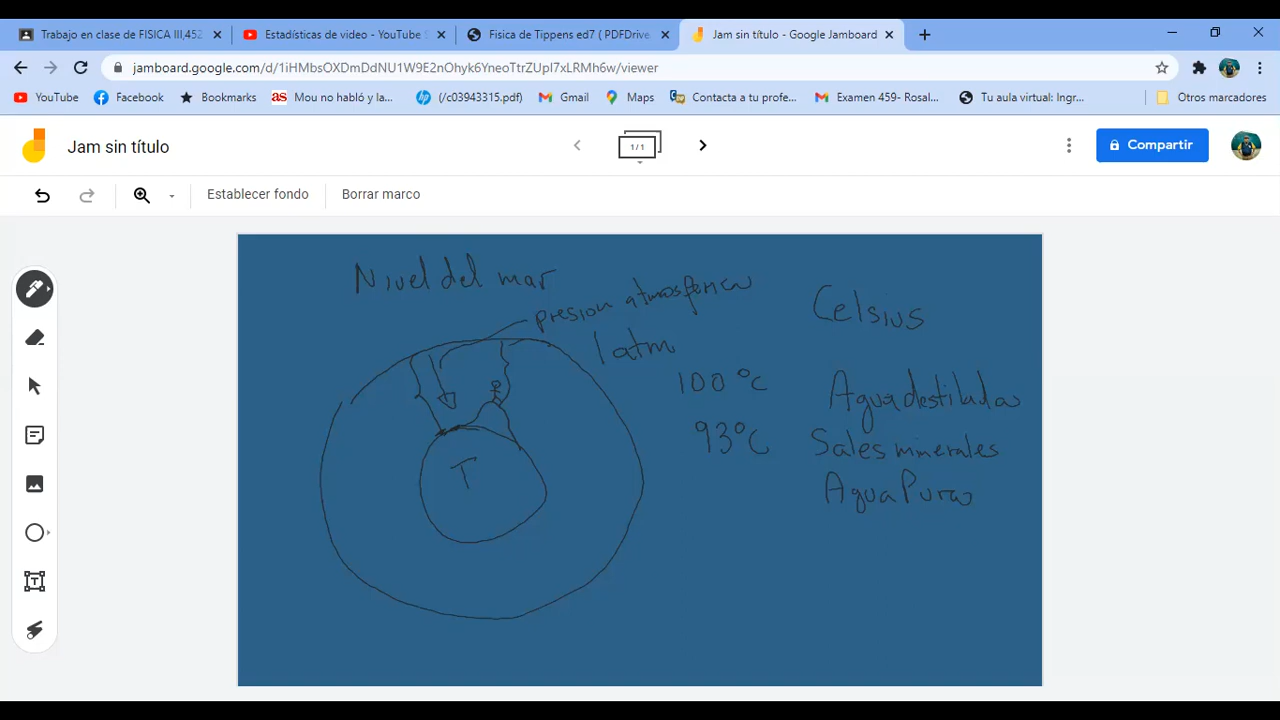 Trabajo en clase de FISICA III,452
Estadísticas de video - YouTube S
Fisica de Tippens ed7 ( PDFDrive
Jam sin título - Google Jamboard
jamboard.google.com/d/1iHMbsOXDmDdNU1W9E2nOhyk6YneoTtrZUpI7xLRMh6w/viewer
YouTube
Facebook
Bookmarks
as Mou no habló y la...
hp (/c03943315.pdf)
Gmail
Maps
Contacta a tu profe...
Examen 459- Rosal...
Tu aula virtual: Ingr...
Otros marcadores
Jam sin título
1/1
Compartir
Establecer fondo
Borrar marco
Nivel del mar
presion atmosferica
Celsius
1atm
100°C
Agua destilada
93°C
Sales minerales
T
Agua Pura